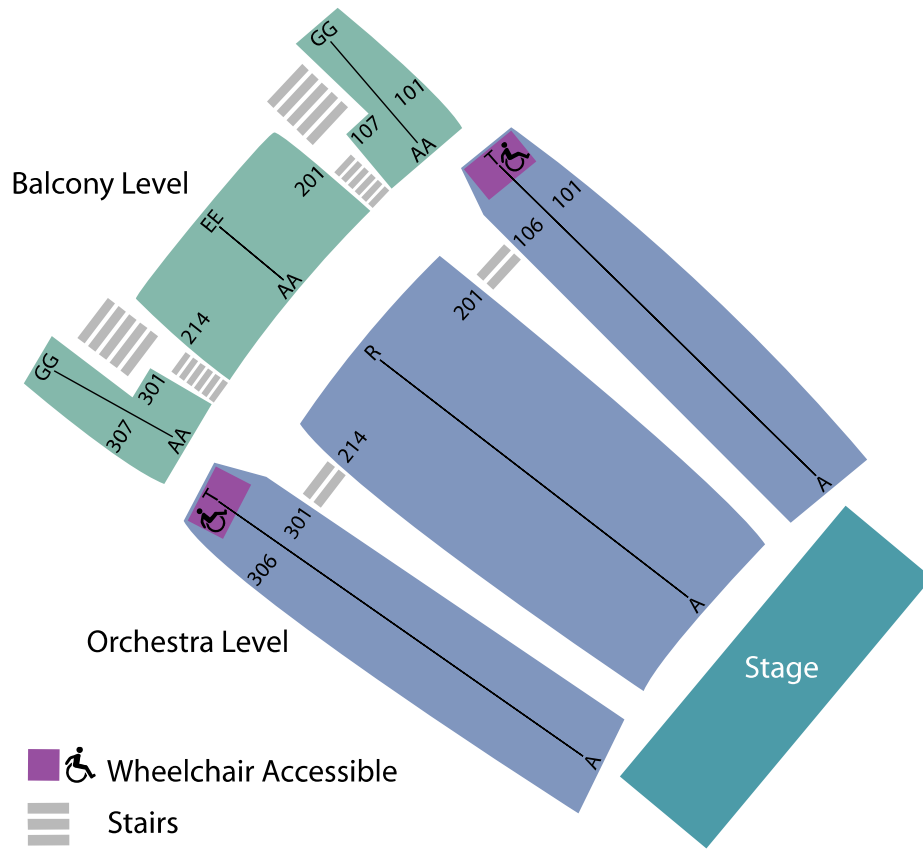 GG
101
107
AA
Balcony Level
201
EE
AA
214
GG
301
307
AA
T
101
106
201
R
214
A
A
T
301
306
A
Orchestra Level
Stage
Wheelchair Accessible
Stairs